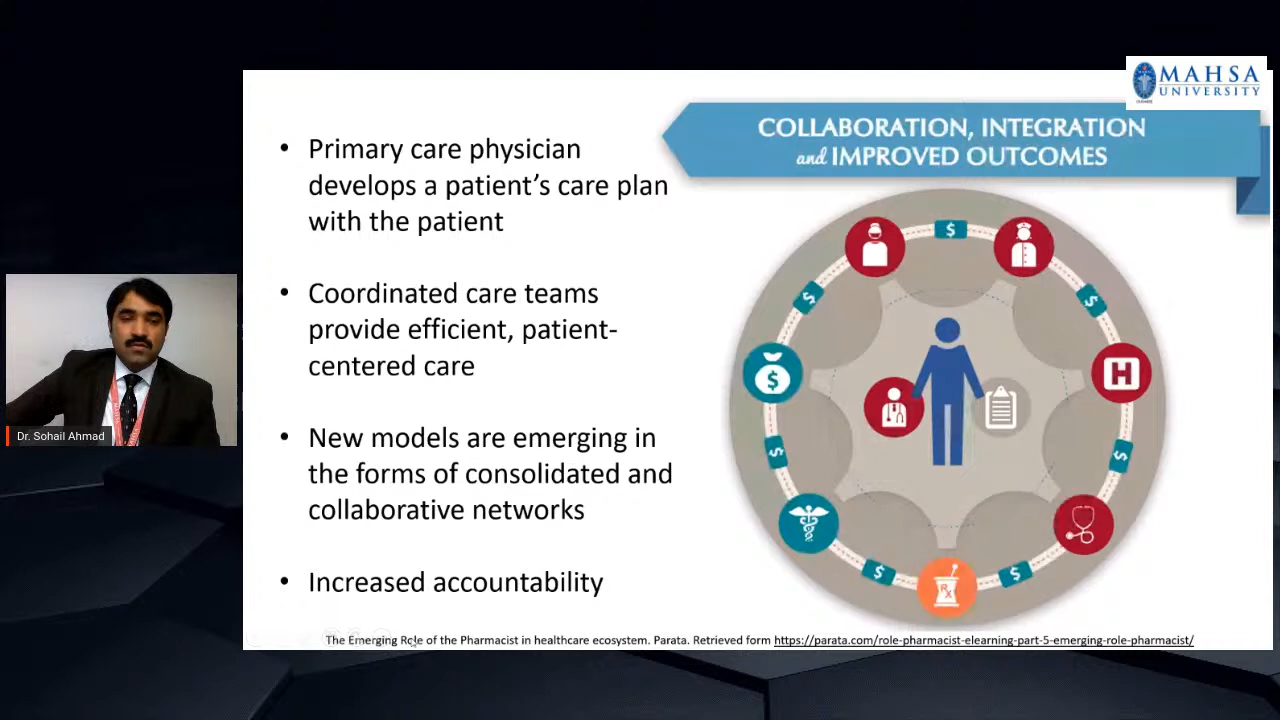 MAHSA
UNIVERSITY
COLLABORATION, INTEGRATION
and IMPROVED OUTCOMES
• Primary care physician
develops a patient’s care plan
with the patient
• Coordinated care teams
provide efficient, patient-
centered care
• New models are emerging in
the forms of consolidated and
collaborative networks
• Increased accountability
$
$
$
$
H
$
$
$
$
RX
Dr. Sohail Ahmad
The Emerging Role of the Pharmacist in healthcare ecosystem. Parata. Retrieved form https://parata.com/role-pharmacist-elearning-part-5-emerging-role-pharmacist/